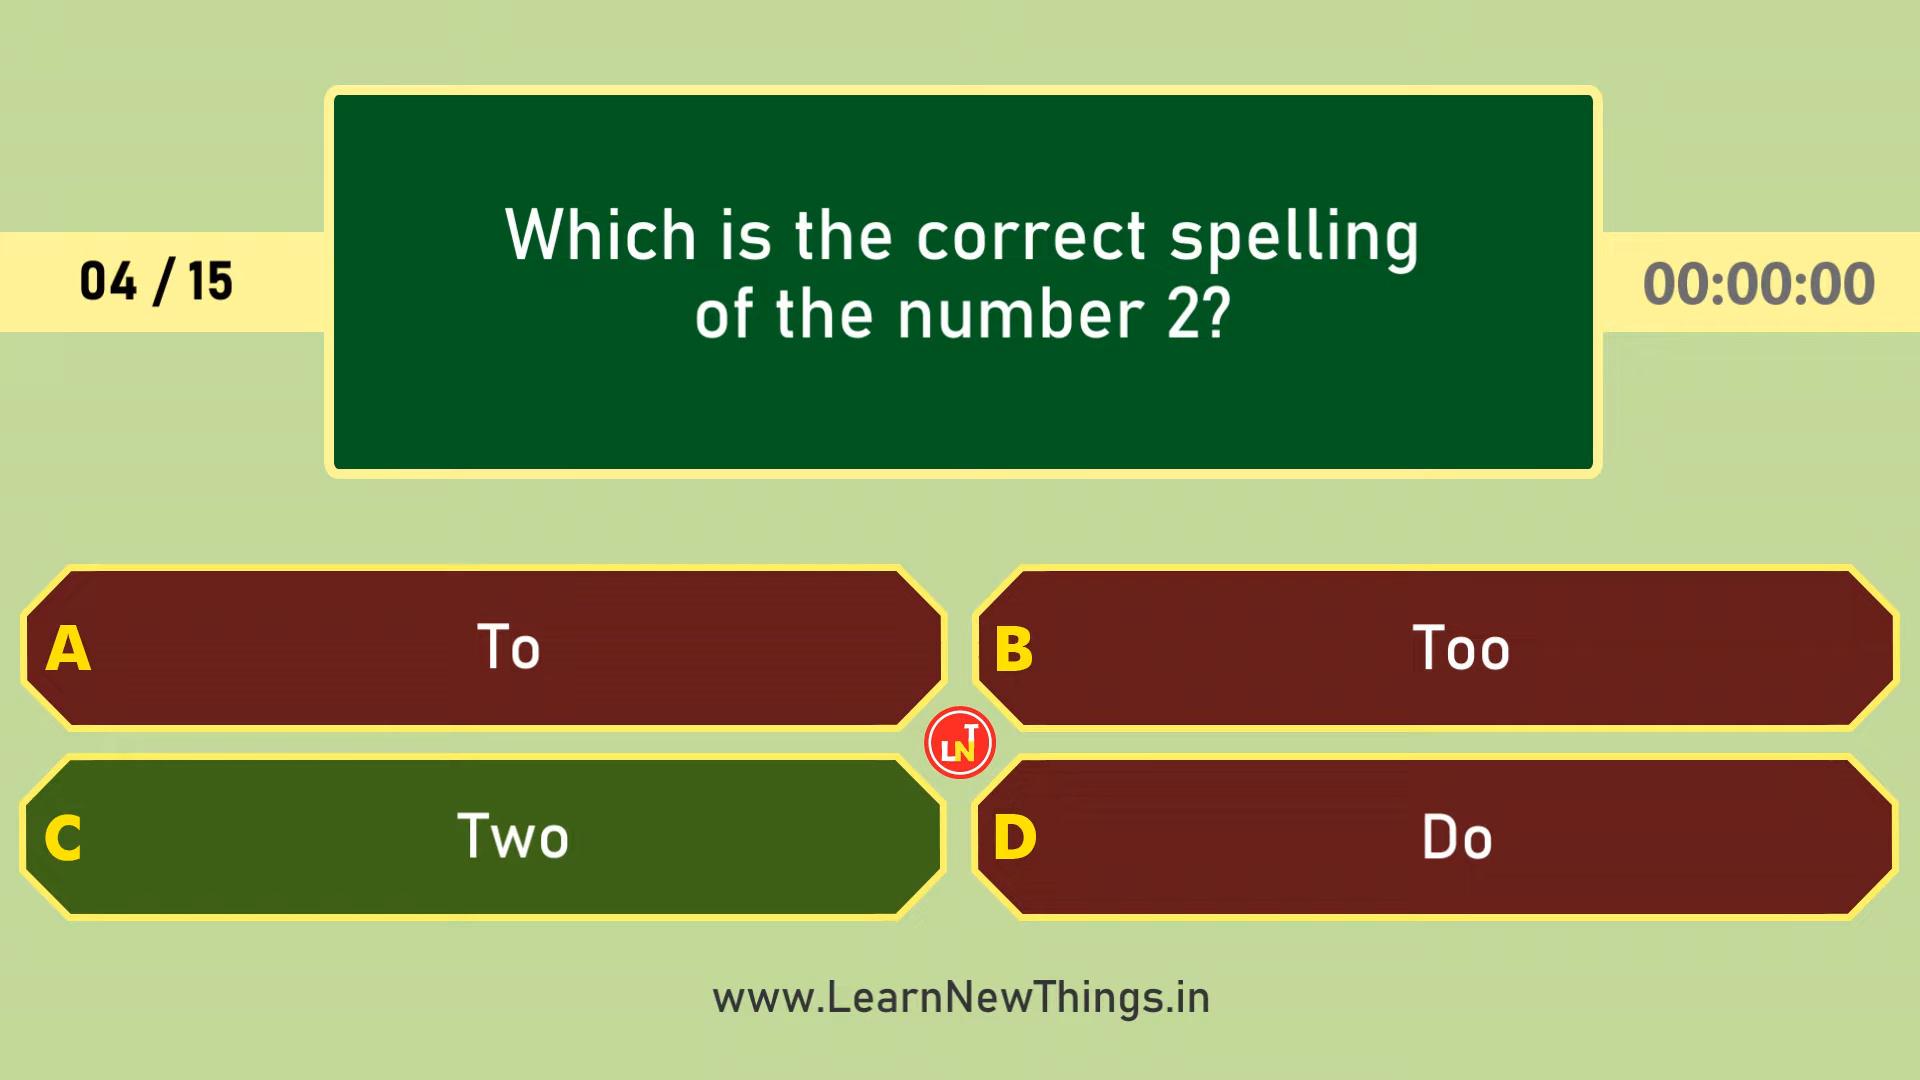 Which is the correct spelling
of the number 2?
04 / 15
00:00:00
A
To
B
Too
C
Two
D
Do
LNT
www.LearnNewThings.in